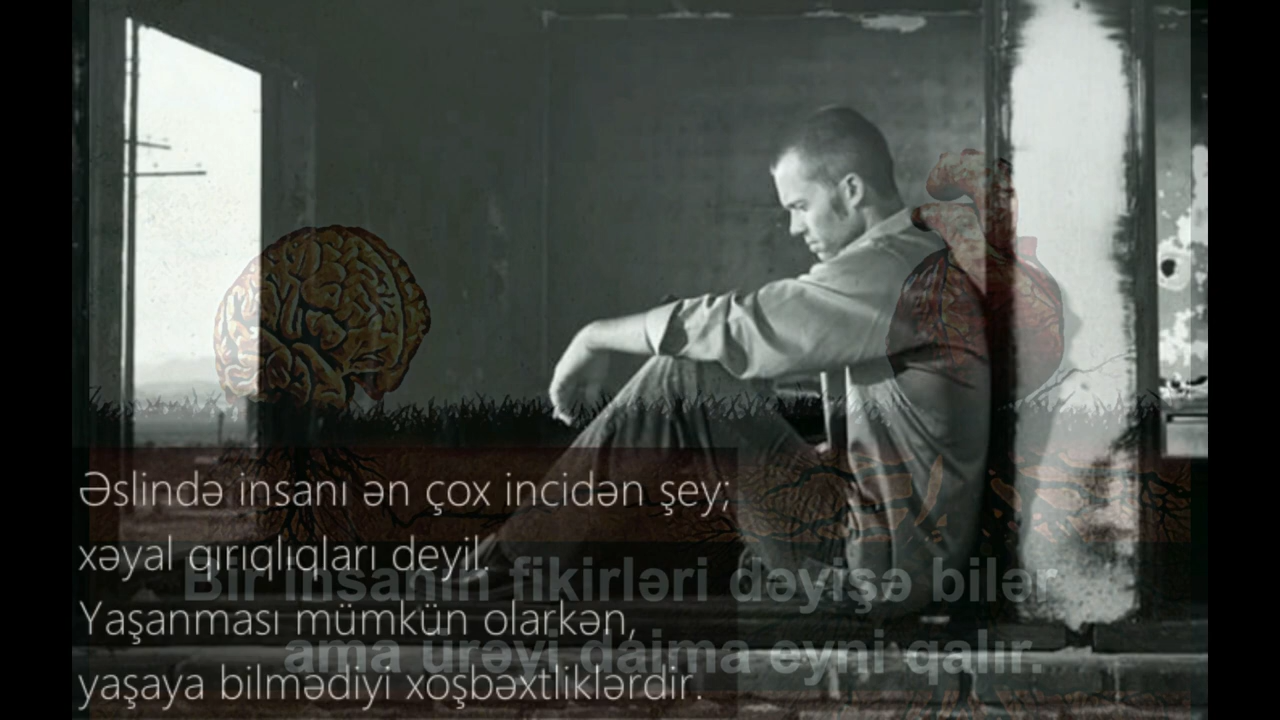 Əslində insanı ən çox incidən şey;
xəyal qırıqlıqları deyil.
Bir insanın fikirləri dəyişə bilər
Yaşanması mümkün olarkən,
ama ürəyi daima eyni qalır.
yaşaya bilmədiyi xoşbəxtliklərdir.